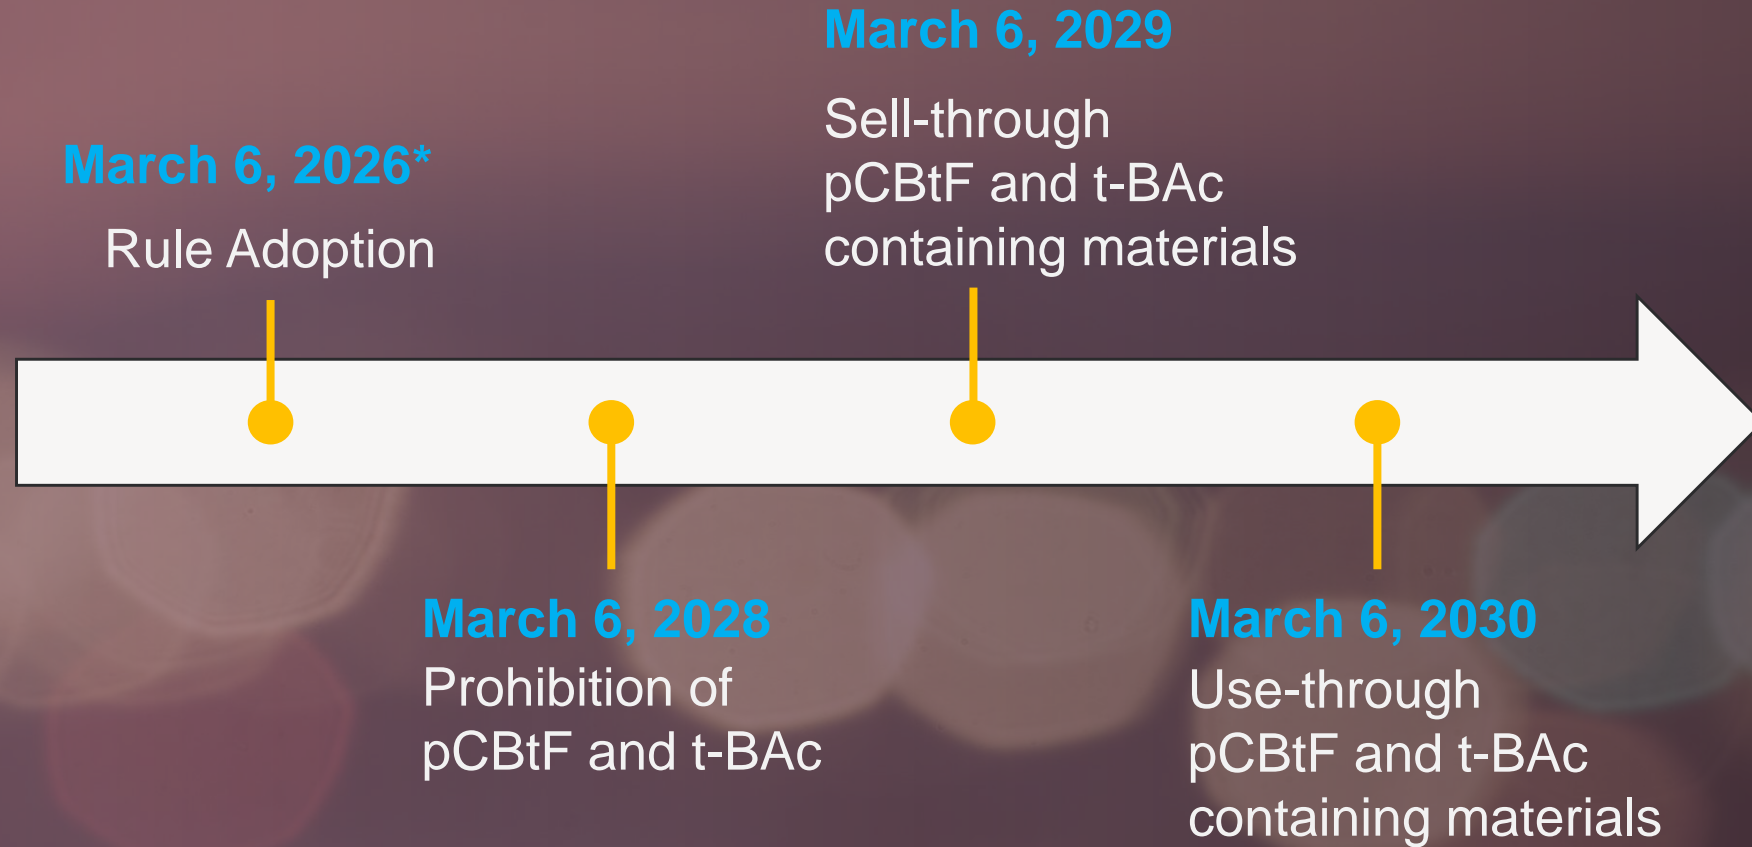 March 6, 2026*
Rule Adoption
March 6, 2028
Prohibition of
pCBtF and t-BAc
March 6, 2029
Sell-through
pCBtF and t-BAc
containing materials
March 6, 2030
Use-through
pCBtF and t-BAc
containing materials